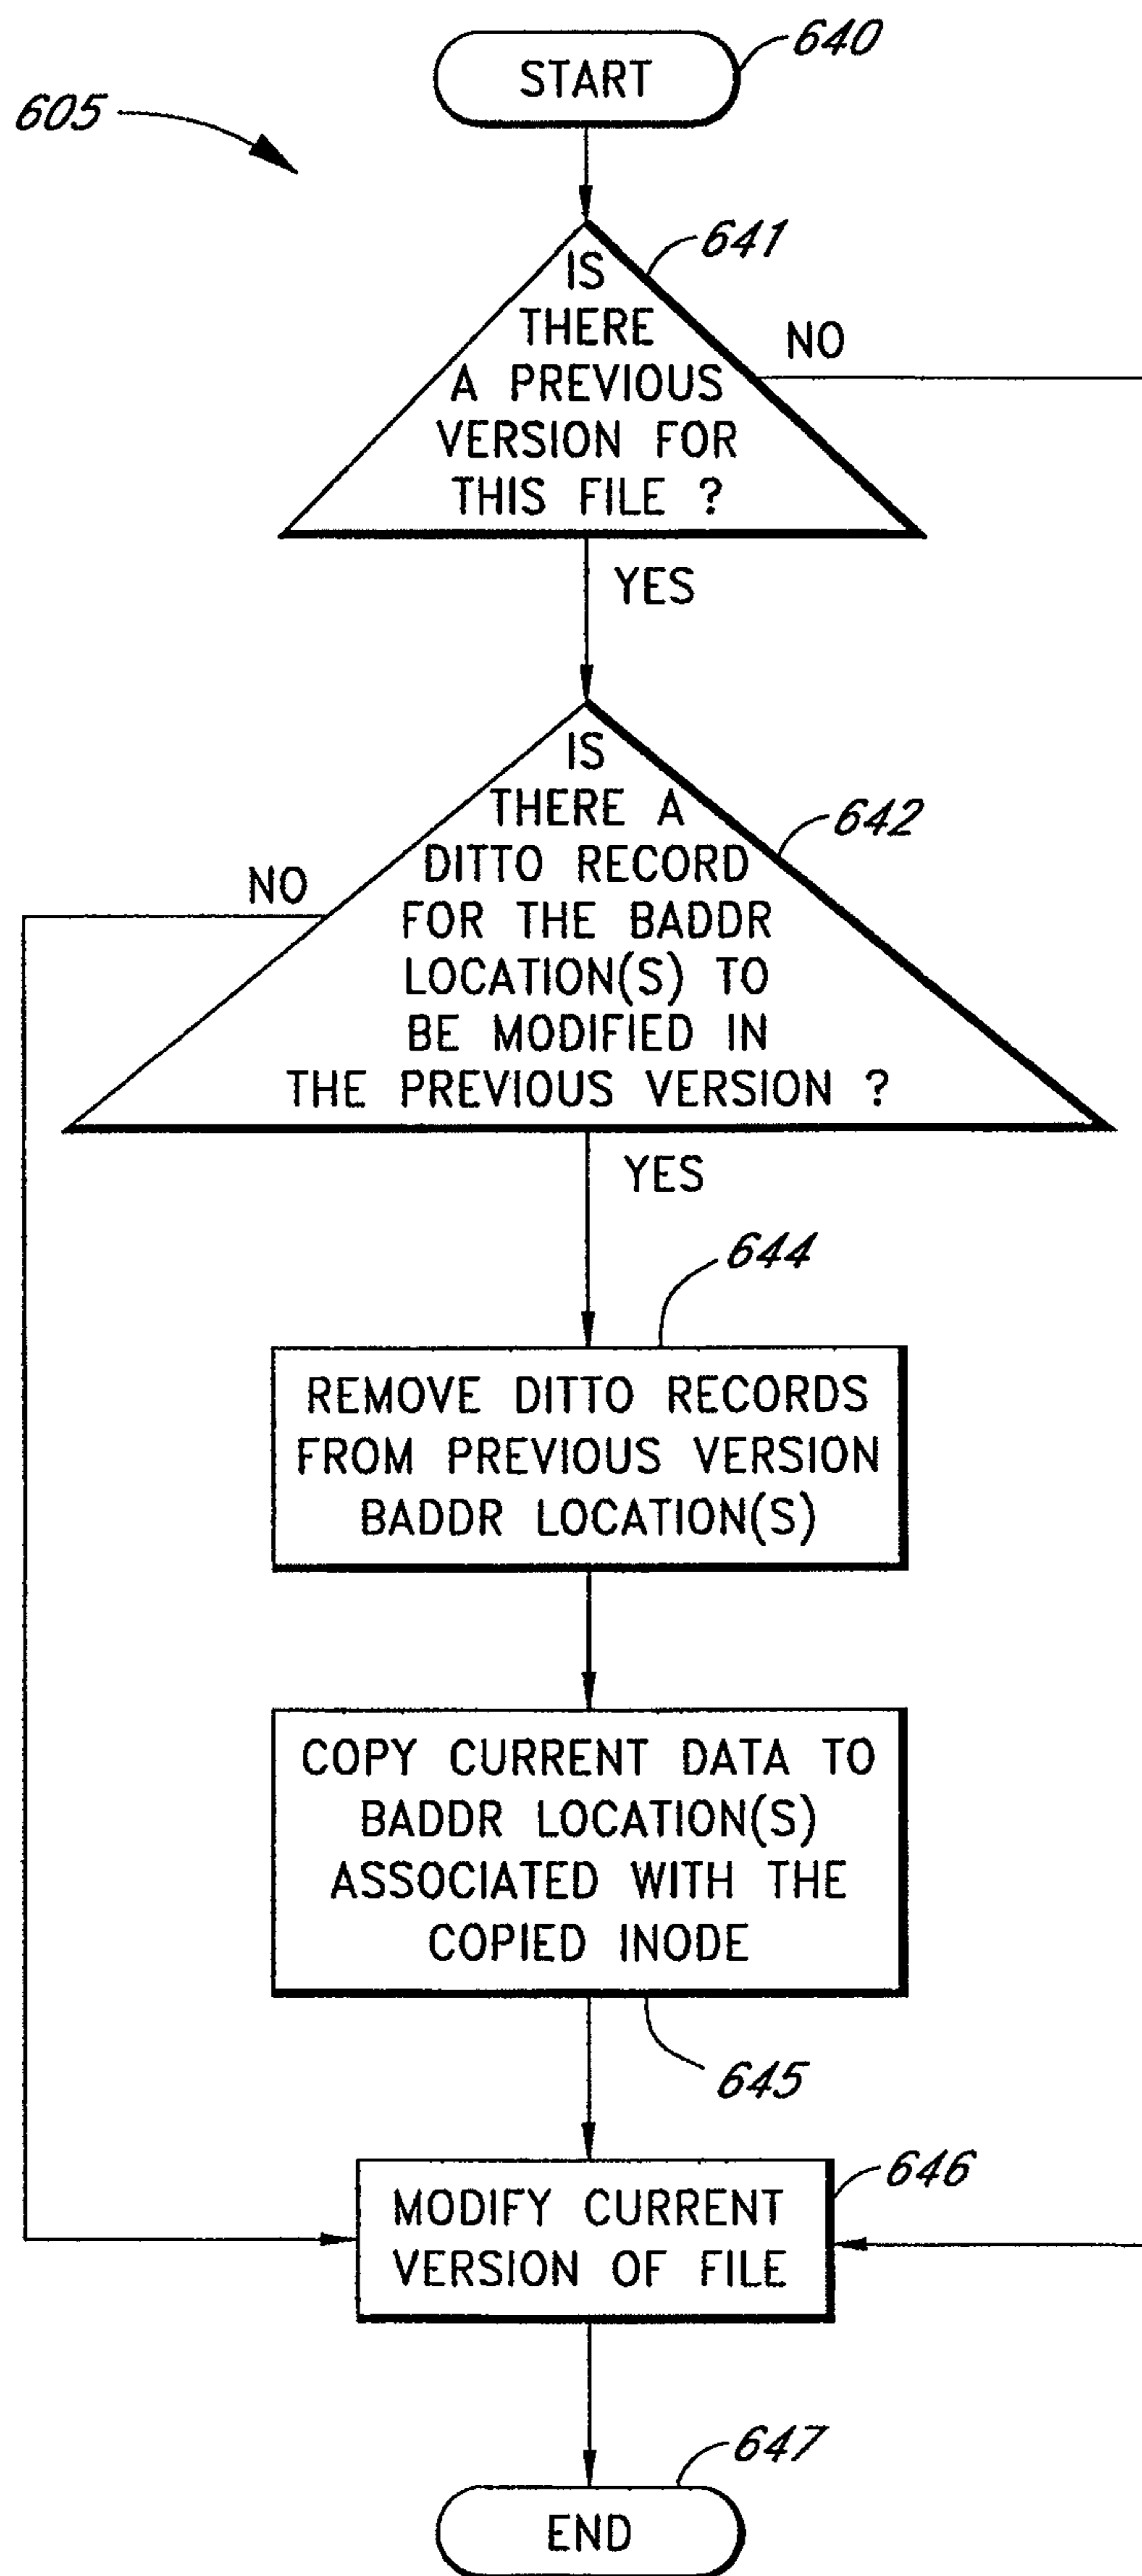 640
START
605
641
IS
THERE
A PREVIOUS
VERSION FOR
THIS FILE ?
NO
YES
IS
THERE A
642
DITTO RECORD
NO
FOR THE BADDR
LOCATION(S) TO
BE MODIFIED IN
THE PREVIOUS VERSION ?
YES
644
REMOVE DITTO RECORDS
FROM PREVIOUS VERSION
BADDR LOCATION(S)
COPY CURRENT DATA TO
BADDR LOCATION(S)
ASSOCIATED WITH THE
COPIED INODE
645
646
MODIFY CURRENT
VERSION OF FILE
647
END